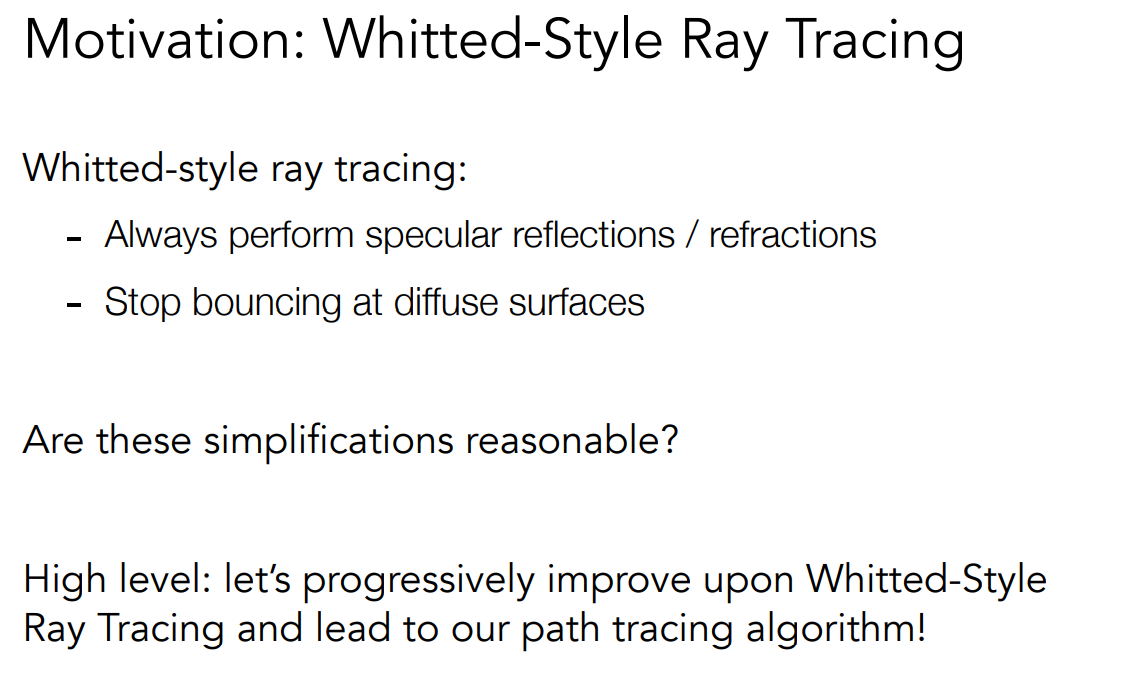 Motivation: Whitted-Style Ray Tracing
Whitted-style ray tracing:
- Always perform specular reflections / refractions
- Stop bouncing at diffuse surfaces
Are these simplifications reasonable?
High level: let’s progressively improve upon Whitted-Style
Ray Tracing and lead to our path tracing algorithm!